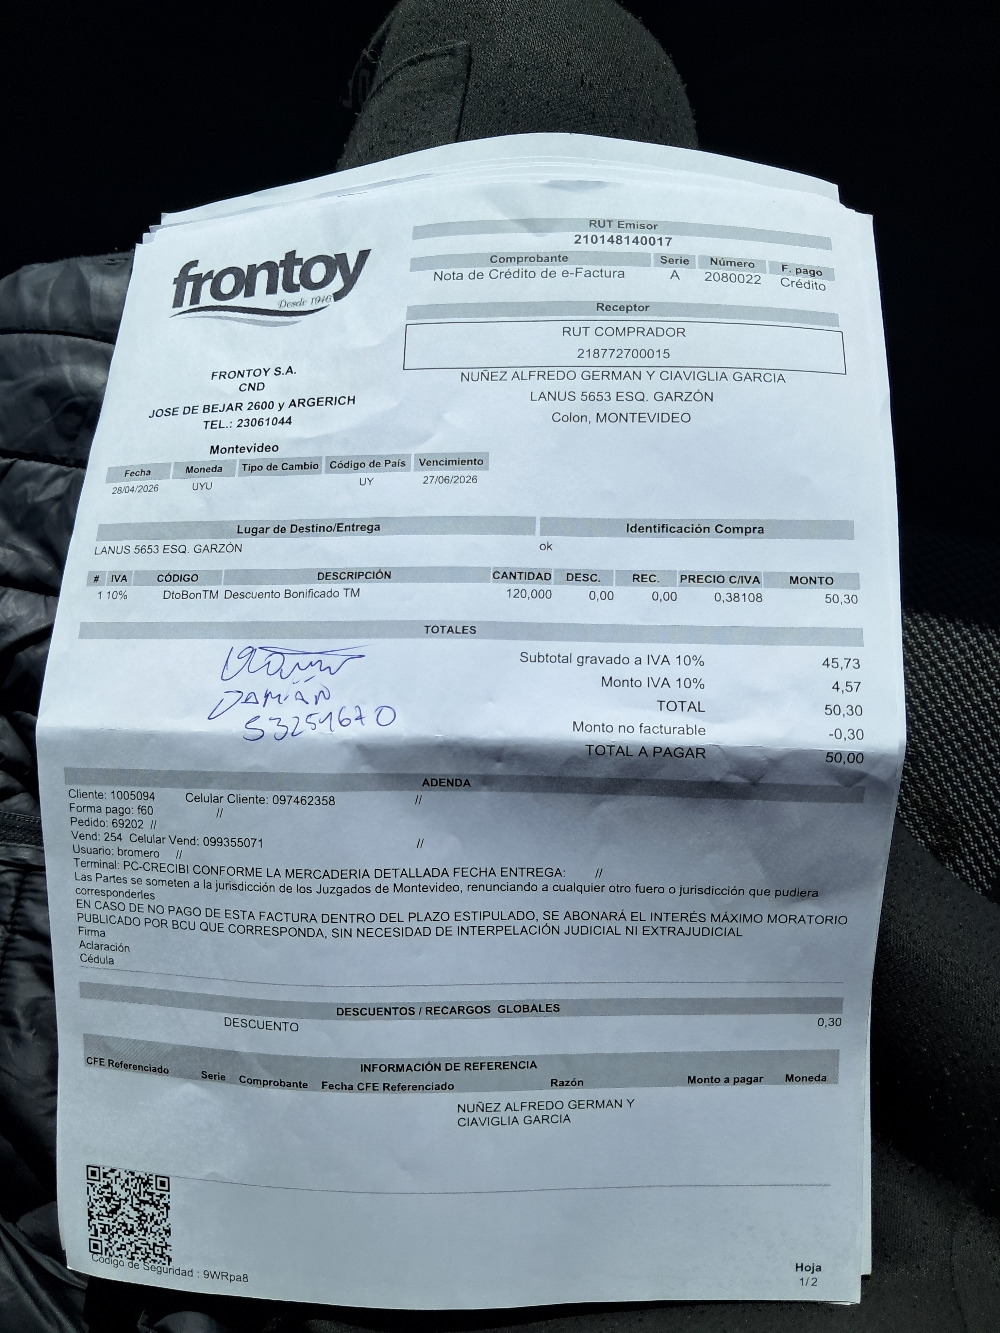 frontoy
Desde 1946
FRONTOY S.A.
CND
JOSE DE BEJAR 2600 y ARGERICH
TEL.: 23061044
Montevideo
RUT Emisor
210148140017
Comprobante Serie Número F. pago
Nota de Crédito de e-Factura A 2080022 Crédito
Receptor
RUT COMPRADOR
218772700015
NUÑEZ ALFREDO GERMAN Y CIAVIGLIA GARCIA
LANUS 5653 ESQ. GARZÓN
Colon, MONTEVIDEO
Fecha Moneda Tipo de Cambio Código de País Vencimiento
28/04/2026 UYU UY 27/06/2026
Lugar de Destino/Entrega Identificación Compra
LANUS 5653 ESQ. GARZÓN ok
# IVA CÓDIGO DESCRIPCIÓN CANTIDAD DESC. REC. PRECIO C/IVA MONTO
1 10% DtoBonTM Descuento Bonificado TM 120,000 0,00 0,00 0,38108 50,30
TOTALES
Subtotal gravado a IVA 10% 45,73
Monto IVA 10% 4,57
TOTAL 50,30
Monto no facturable -0,30
TOTAL A PAGAR 50,00
DAMIÁN
53251670
ADENDA
Cliente: 1005094 Celular Cliente: 097462358 //
Forma pago: f60 //
Pedido: 69202 //
Vend: 254 Celular Vend: 099355071 //
Usuario: bromero //
Terminal: PC-CRECIBI CONFORME LA MERCADERIA DETALLADA FECHA ENTREGA: //
Las Partes se someten a la jurisdicción de los Juzgados de Montevideo, renunciando a cualquier otro fuero o jurisdicción que pudiera
corresponderles
EN CASO DE NO PAGO DE ESTA FACTURA DENTRO DEL PLAZO ESTIPULADO, SE ABONARÁ EL INTERÉS MÁXIMO MORATORIO
PUBLICADO POR BCU QUE CORRESPONDA, SIN NECESIDAD DE INTERPELACIÓN JUDICIAL NI EXTRAJUDICIAL
Firma
Aclaración
Cédula
DESCUENTOS / RECARGOS GLOBALES
DESCUENTO 0,30
INFORMACIÓN DE REFERENCIA
CFE Referenciado Serie Comprobante Fecha CFE Referenciado Razón Monto a pagar Moneda
NUÑEZ ALFREDO GERMAN Y
CIAVIGLIA GARCIA
Código de Seguridad : 9WRpa8
Hoja
1/ 2